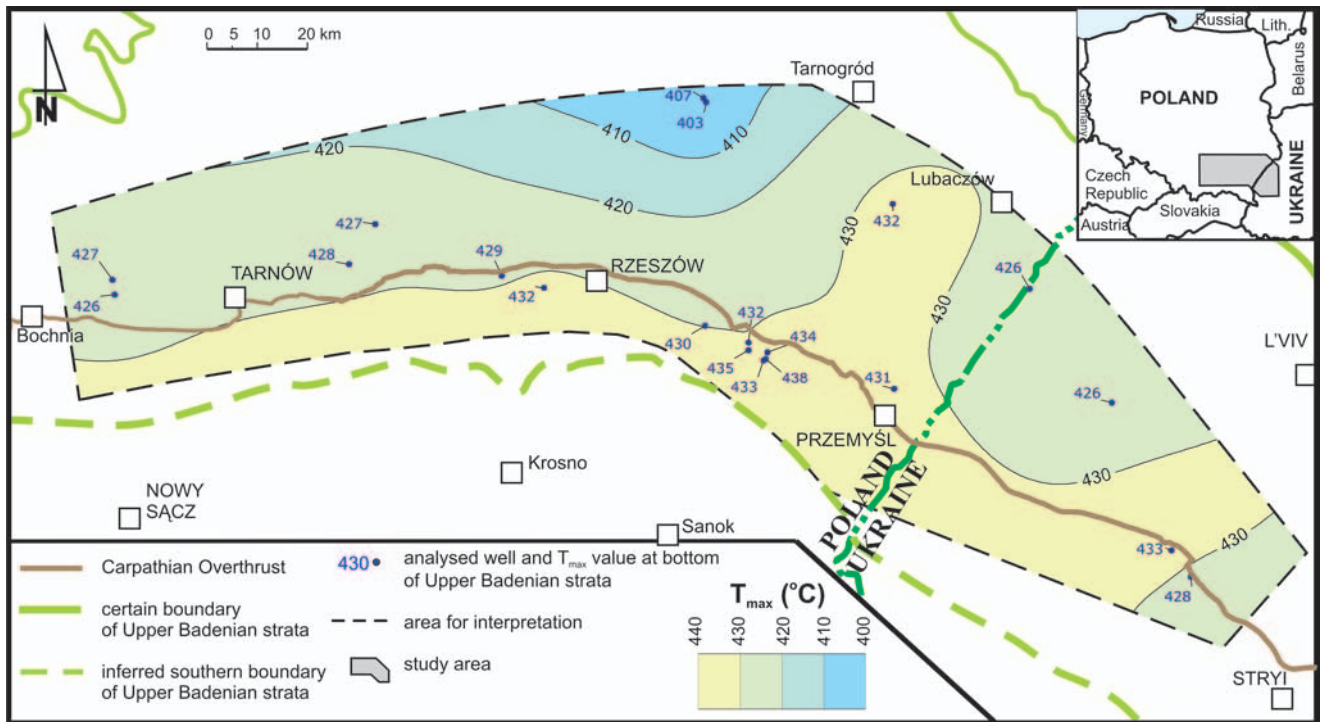 0 5 10 20 km
N
Tarnogród
407
403
410
410
420
420
Lubaczów
432
430
427
428
429
427
426
TARNÓW
RZESZÓW
432
Bochnia
430
432
434
435
433
438
431
PRZEMYŚL
426
430
426
L'VIV
430
430
433
428
STRYI
Krosno
NOWY
SĄCZ
Sanok
POLAND
UKRAINE
Russia
Lith.
Belarus
Germany
POLAND
UKRAINE
Czech
Republic
Slovakia
Austria
Carpathian Overthrust
certain boundary
of Upper Badenian strata
inferred southern boundary
of Upper Badenian strata
430 analysed well and Tmax value at bottom
of Upper Badenian strata
area for interpretation
study area
Tmax (°C)
440 430 420 410 400